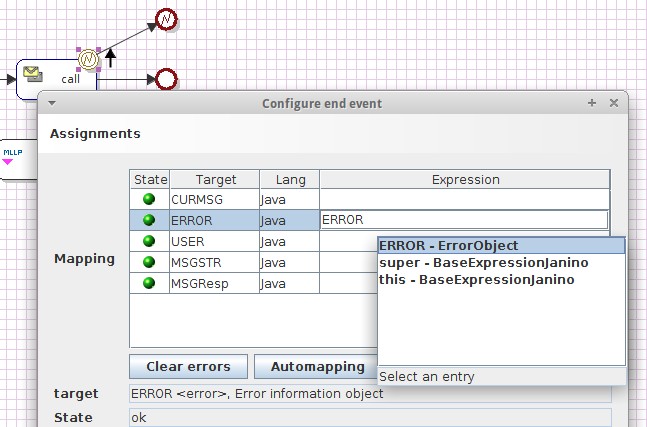 call
MLLP
Configure end event
Assignments
Mapping
State Target Lang Expression
CURMSG Java
ERROR Java ERROR
USER Java
MSGSTR Java
MSGResp Java
ERROR - ErrorObject
super - BaseExpressionJanino
this - BaseExpressionJanino
Select an entry
Clear errors Automapping
target ERROR <error>, Error information object
State ok